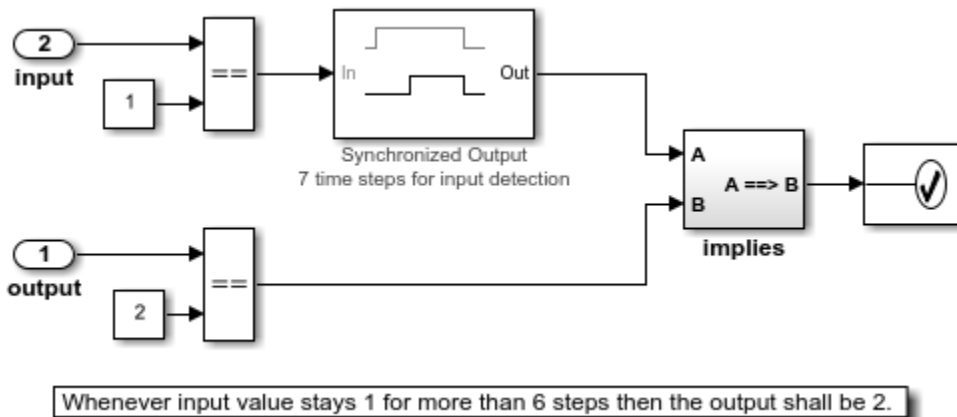 2
input
1
==
In
Out
Synchronized Output
7 time steps for input detection
A
B
A ==> B
implies
1
output
2
==
Whenever input value stays 1 for more than 6 steps then the output shall be 2.